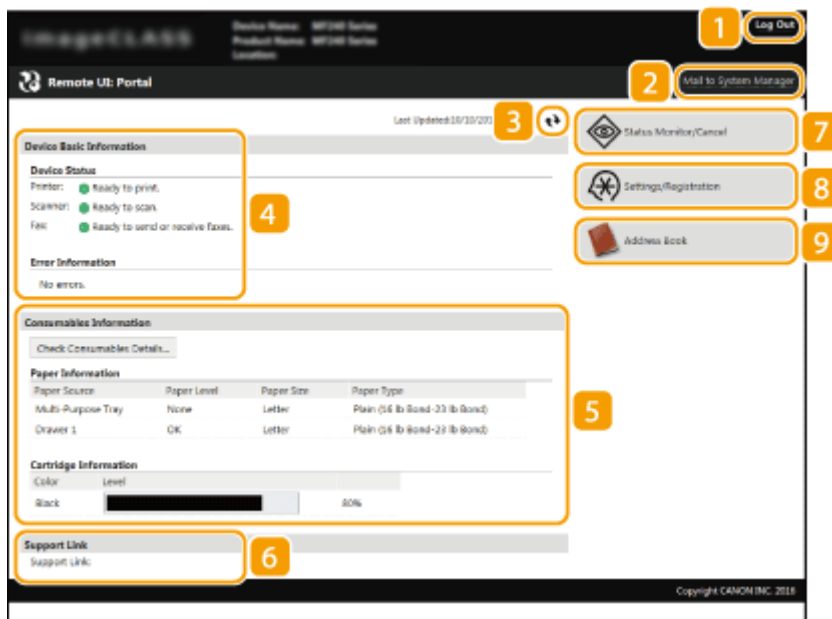 imageCLASS
Device Name: MF240 Series
Product Name: MF240 Series
Location:
1
Log Out
Remote UI: Portal
2
Mail to System Manager
Last Updated:10/10/201
3
Device Basic Information
Device Status
Printer: Ready to print.
Scanner: Ready to scan.
Fax: Ready to send or receive faxes.
4
Error Information
No errors.
Status Monitor/Cancel
7
Settings/Registration
8
Address Book
9
Consumables Information
Check Consumables Details...
Paper Information
Paper Source Paper Level Paper Size Paper Type
Multi-Purpose Tray None Letter Plain (16 lb Bond-23 lb Bond)
Drawer 1 OK Letter Plain (16 lb Bond-23 lb Bond)
5
Cartridge Information
Color Level
Black 80%
Support Link
Support Link:
6
Copyright CANON INC. 2016